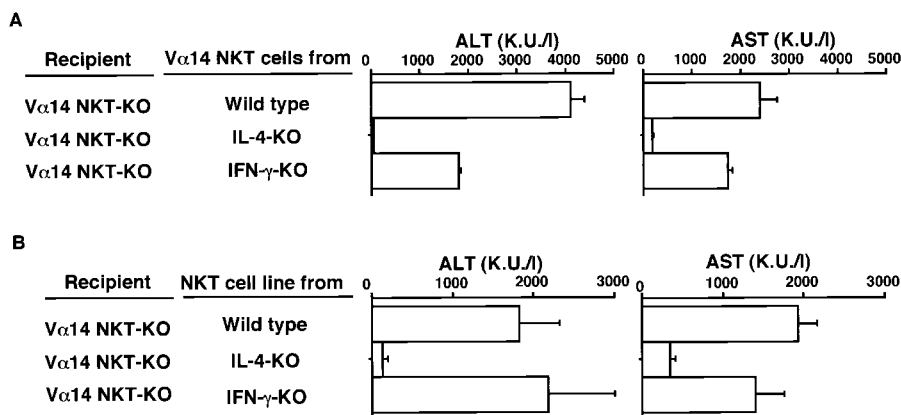 A
ALT (K.U./l)
AST (K.U./l)
Recipient
Vα14 NKT cells from
0 1000 2000 3000 4000 5000
0 1000 2000 3000 4000 5000
Vα14 NKT-KO Wild type
Vα14 NKT-KO IL-4-KO
Vα14 NKT-KO IFN-γ-KO
B
ALT (K.U./l)
AST (K.U./l)
Recipient
NKT cell line from
0 1000 2000 3000
0 1000 2000 3000
Vα14 NKT-KO Wild type
Vα14 NKT-KO IL-4-KO
Vα14 NKT-KO IFN-γ-KO